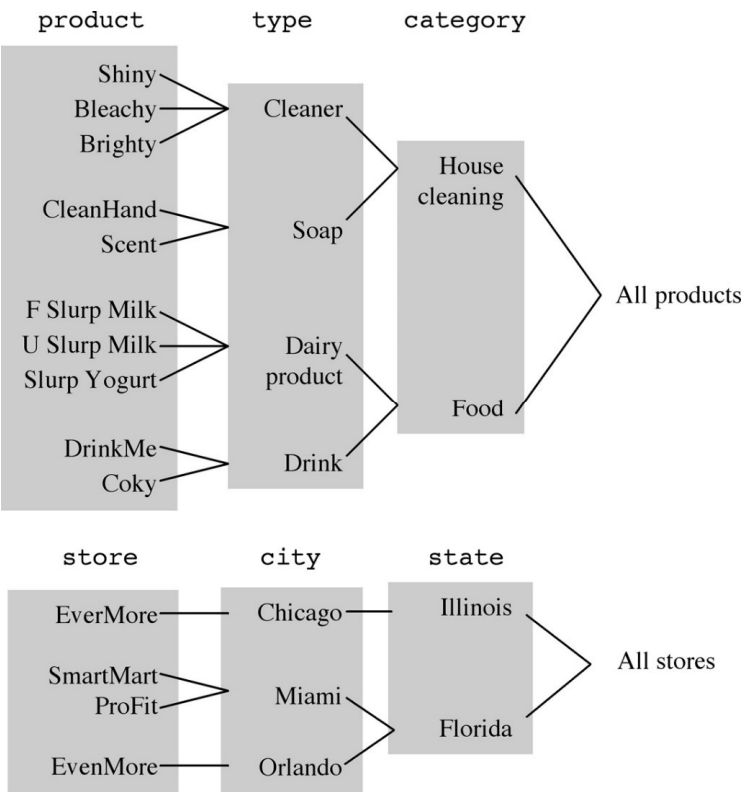 product type category
Shiny
Bleachy
Brighty
Cleaner
House
cleaning
CleanHand
Scent
Soap
All products
F Slurp Milk
U Slurp Milk
Slurp Yogurt
Dairy
product
Food
DrinkMe
Coky
Drink
store city state
EverMore
Chicago
Illinois
SmartMart
ProFit
Miami
All stores
Florida
EvenMore
Orlando